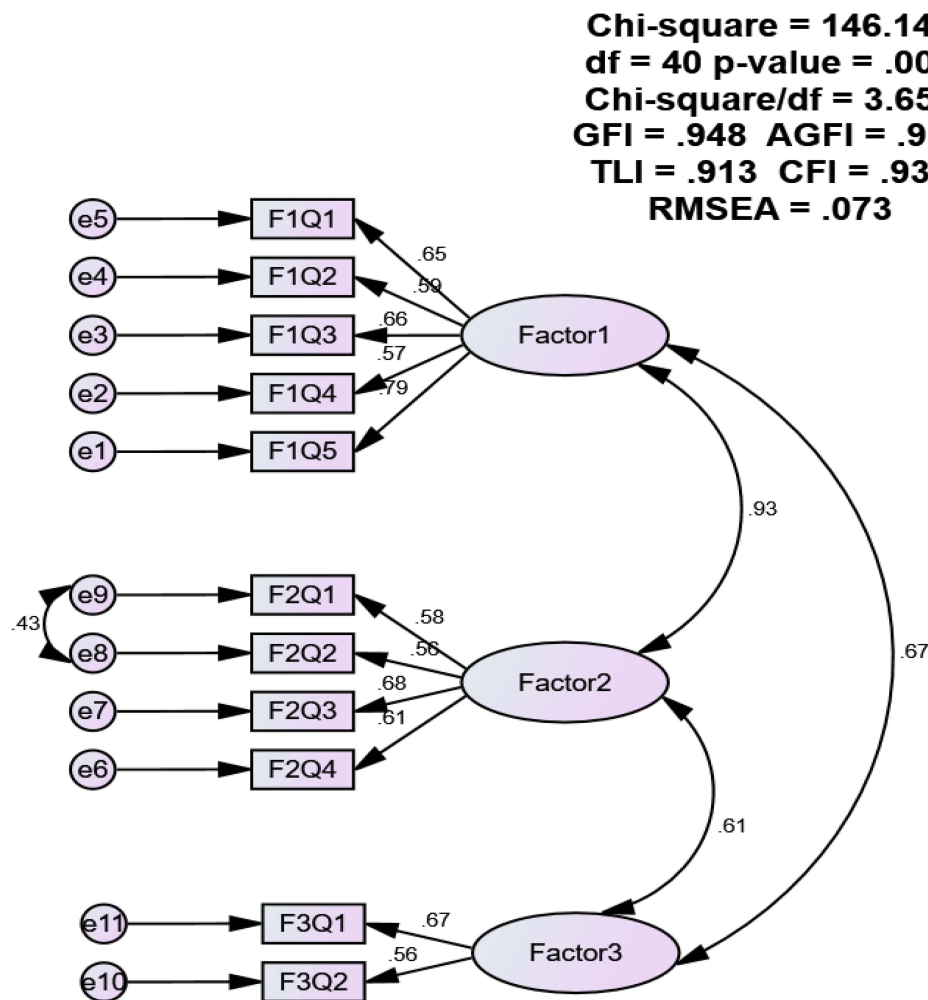 Chi-square = 146.14
df = 40 p-value = .00
Chi-square/df = 3.65
GFI = .948 AGFI = .9
TLI = .913 CFI = .93
RMSEA = .073
e5 F1Q1 .65
e4 F1Q2 .59
e3 F1Q3 .66 Factor1
.57
e2 F1Q4 .79
e1 F1Q5
.93
e9 F2Q1 .58
.43
e8 F2Q2 .56 .67
.68 Factor2
e7 F2Q3 .61
e6 F2Q4
.61
e11 F3Q1 .67
.56 Factor3
e10 F3Q2